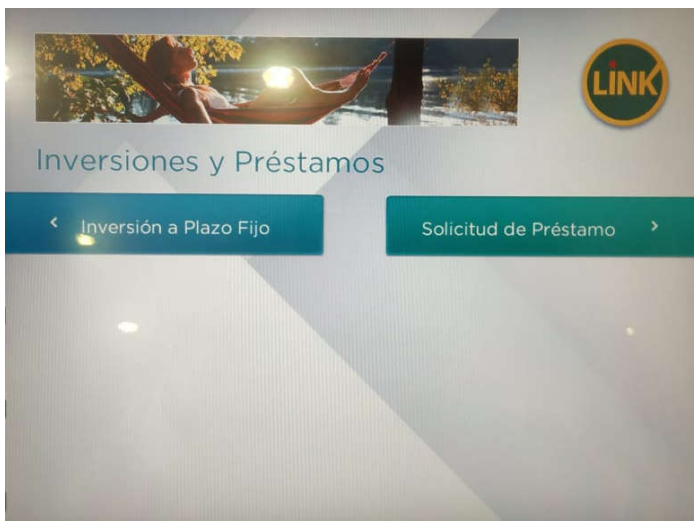 LINK
Inversiones y Préstamos
< Inversión a Plazo Fijo
Solicitud de Préstamo >